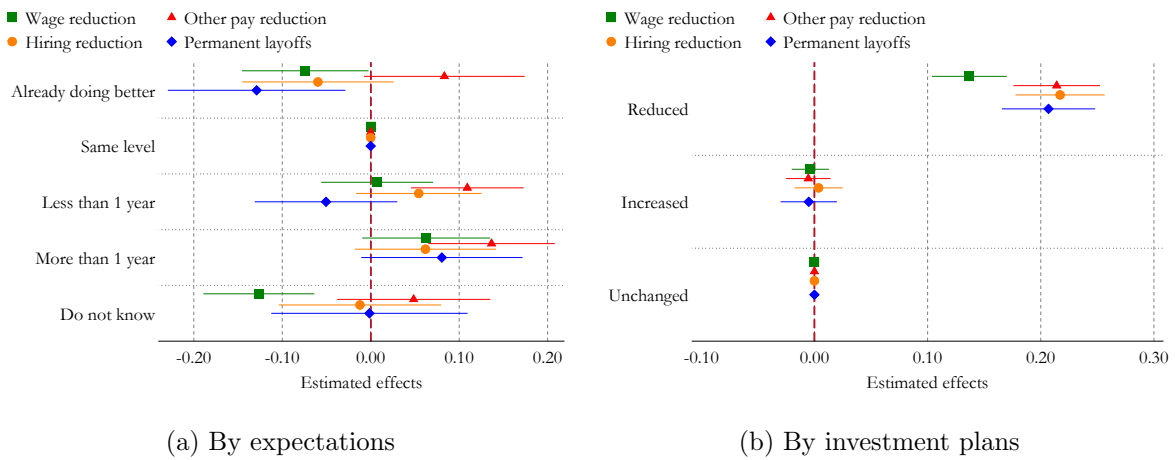 Wage reduction
Other pay reduction
Hiring reduction
Permanent layoffs
Already doing better
Same level
Less than 1 year
More than 1 year
Do not know
-0.20 -0.10 0.00 0.10 0.20
Estimated effects
(a) By expectations
Wage reduction
Other pay reduction
Hiring reduction
Permanent layoffs
Reduced
Increased
Unchanged
-0.10 0.00 0.10 0.20 0.30
Estimated effects
(b) By investment plans